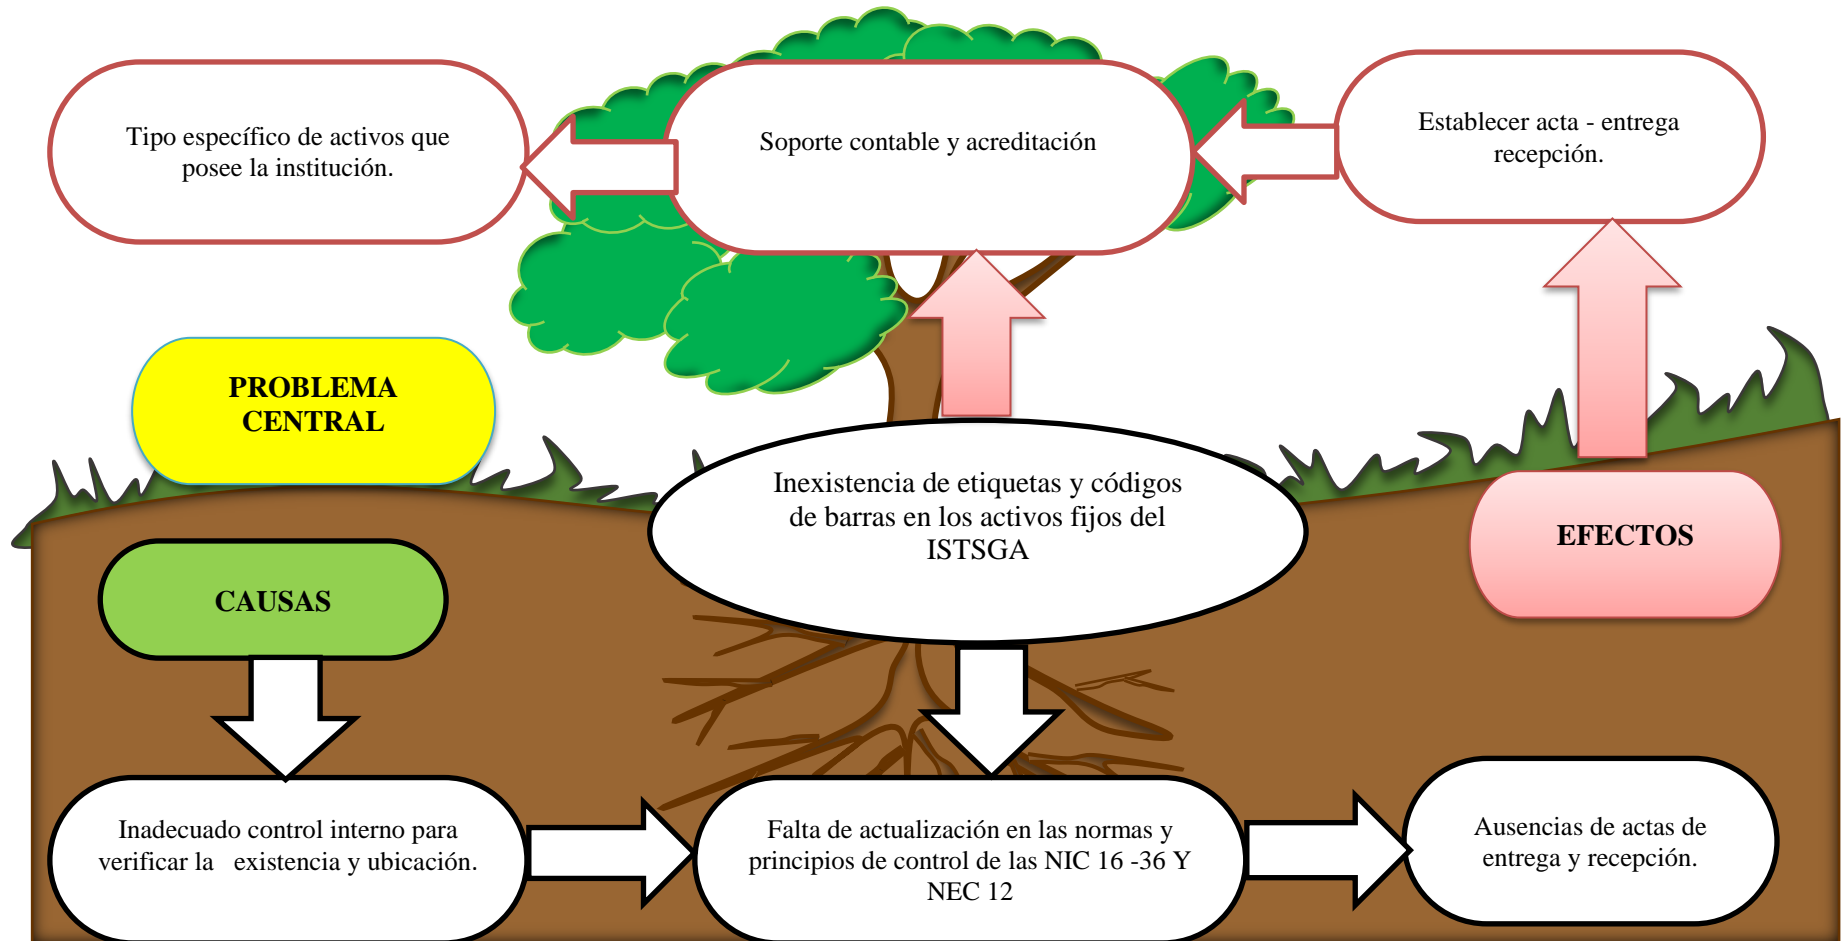 Tipo específico de activos que
posee la institución.
Soporte contable y acreditación
Establecer acta - entrega
recepción.
PROBLEMA
CENTRAL
Inexistencia de etiquetas y códigos
de barras en los activos fijos del
ISTSGA
EFECTOS
CAUSAS
Inadecuado control interno para
verificar la existencia y ubicación.
Falta de actualización en las normas y
principios de control de las NIC 16 -36 Y
NEC 12
Ausencias de actas de
entrega y recepción.